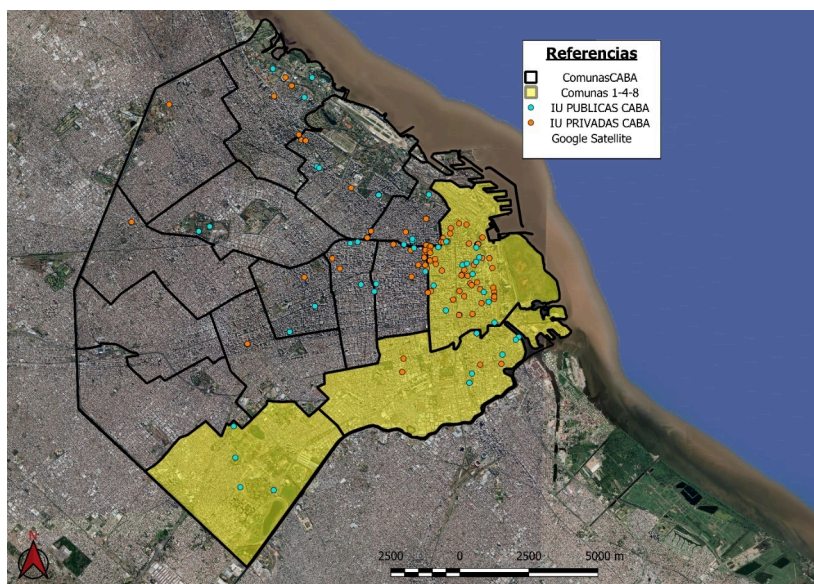 Referencias
ComunasCABA
Comunas 1-4-8
IU PUBLICAS CABA
IU PRIVADAS CABA
Google Satellite
N
2500 0 2500 5000 m